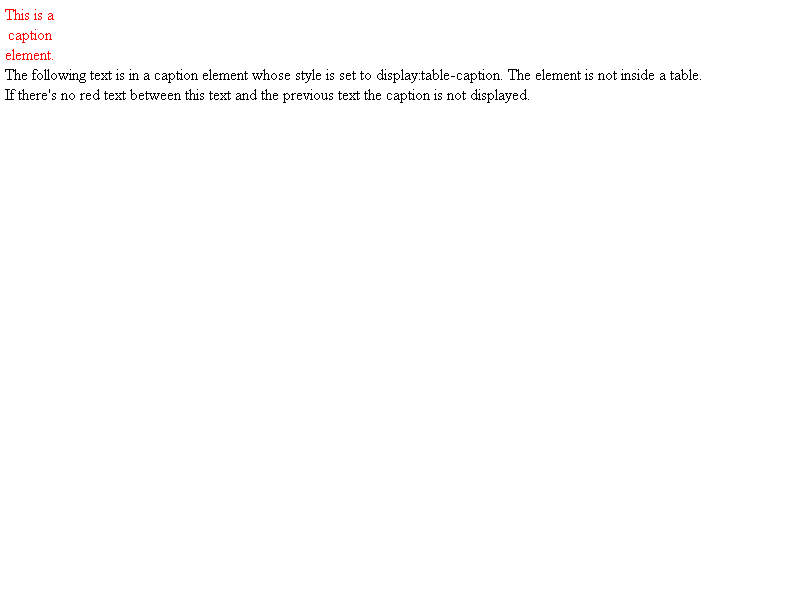 This is a
caption
element.
The following text is in a caption element whose style is set to display:table-caption. The element is not inside a table.
If there's no red text between this text and the previous text the caption is not displayed.